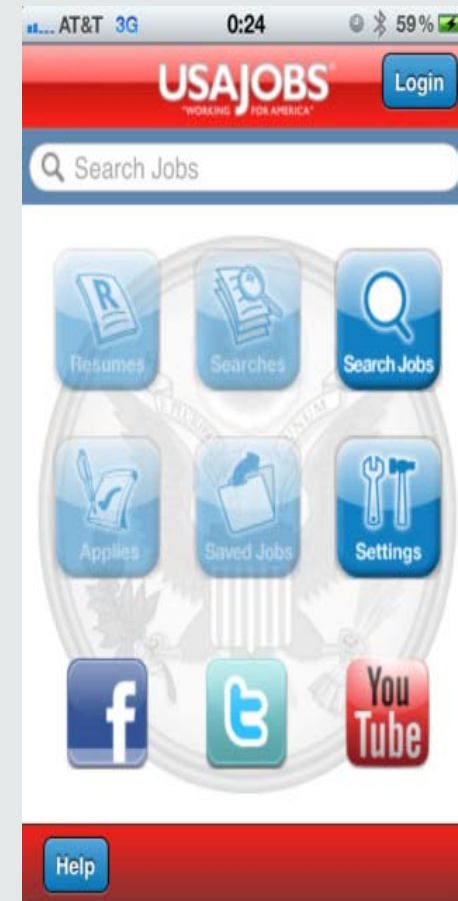 AT&T 3G 0:24 59%
USAJOBS
"WORKING FOR AMERICA"
Login
Search Jobs
Resumes Searches Search Jobs
Applies Saved Jobs Settings
f t You Tube
Help